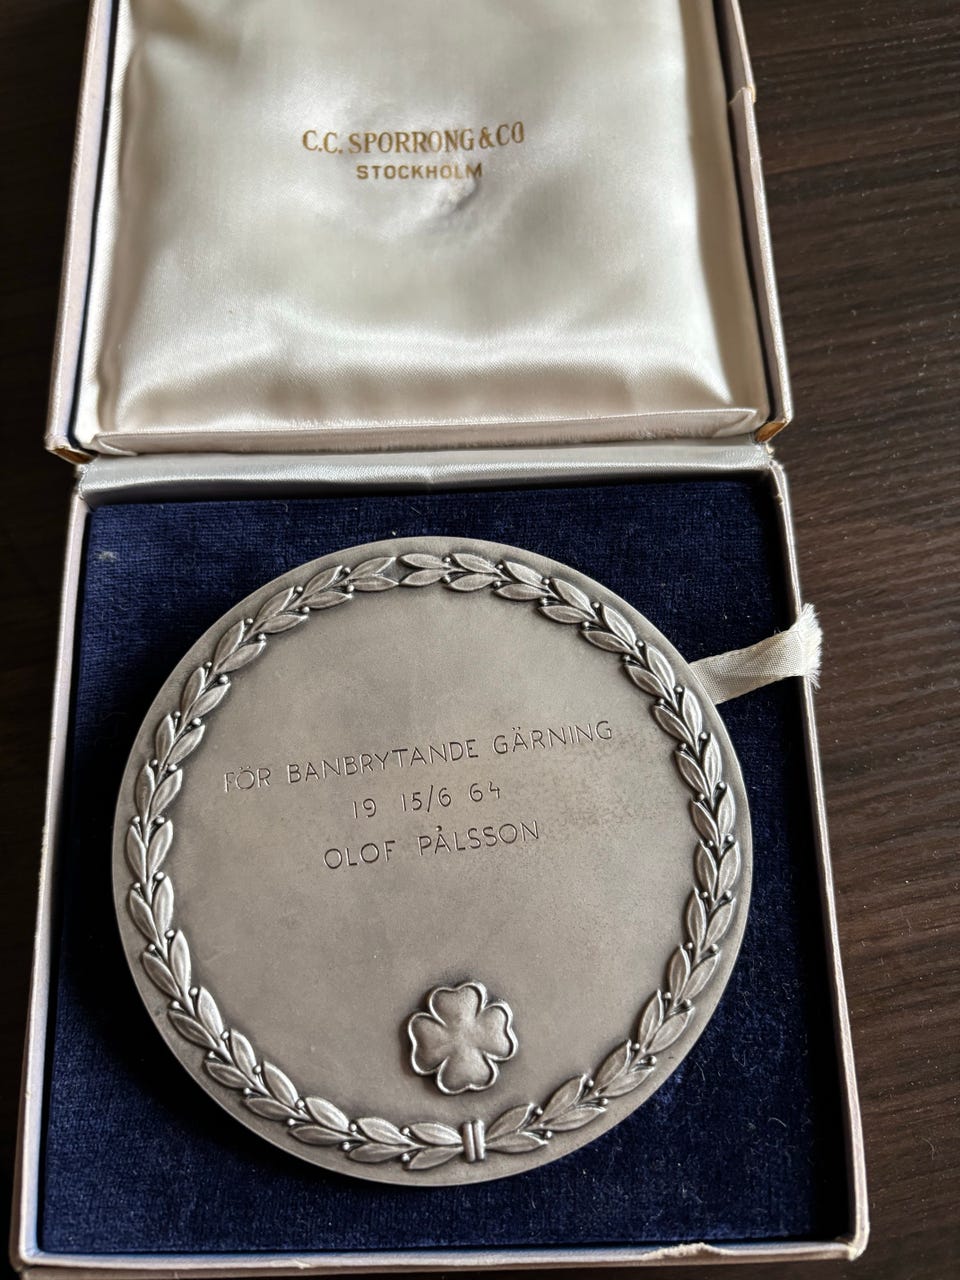 C.C. SPORRONG & CO
STOCKHOLM
FÖR BANBRYTANDE GÄRNING
19 15/6 64
OLOF PÅLSSON